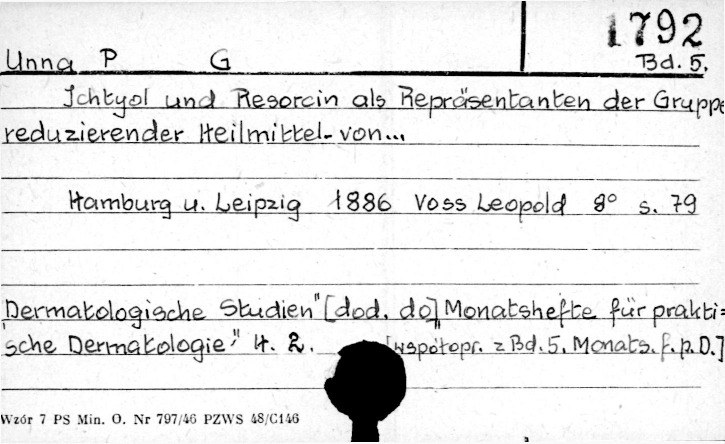 1792
Unna P G Bd. 5.
Ichtyol und Resorcin als Repräsentanten der Gruppe
reduzierender Heilmittel-von...
Hamburg u. Leipzig 1886 Voss Leopold 8° s. 79
„Dermatologische Studien" [dod. do] „Monatshefte für prakti=
sche Dermatologie" H. 2. [współopr. z Bd. 5. Monats. f. p. D.]
Wzór 7 PS Min. O. Nr 797/46 PZWS 48/C146